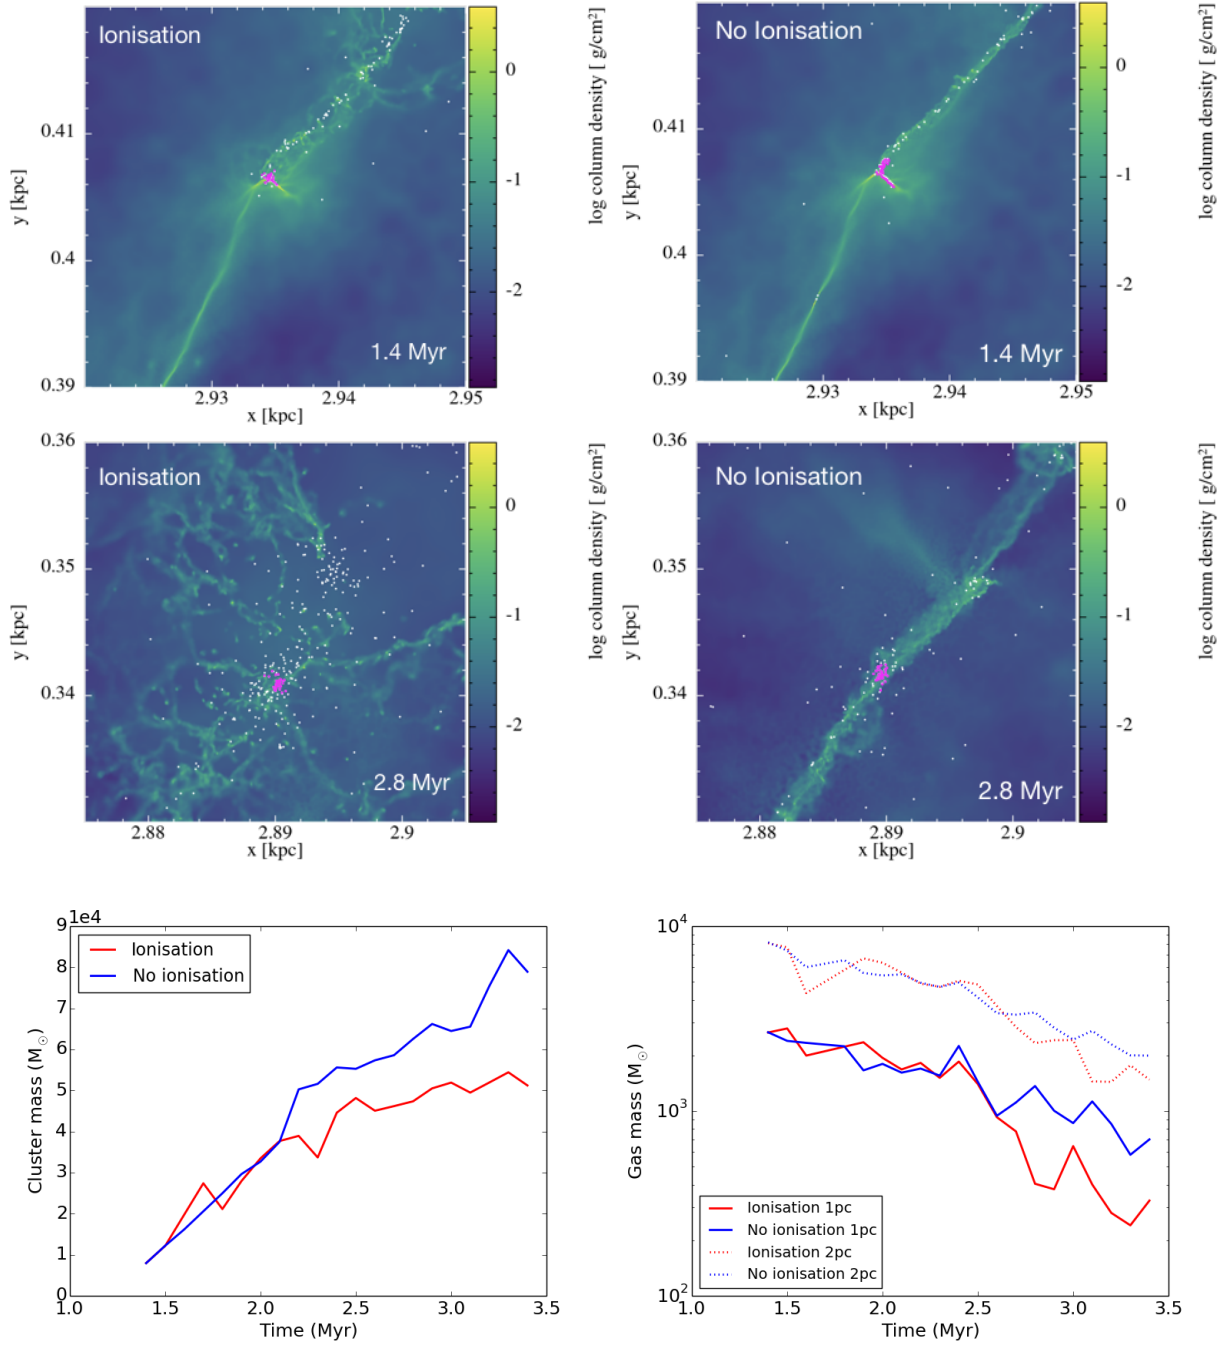 Ionisation
1.4 Myr
0.41
0.4
0.39
2.93
2.94
2.95
x [kpc]
y [kpc]
0
-1
-2
log column density [ g/cm²]
No Ionisation
1.4 Myr
0.41
0.4
0.39
2.93
2.94
2.95
x [kpc]
y [kpc]
0
-1
-2
log column density [ g/cm²]
Ionisation
2.8 Myr
0.36
0.35
0.34
2.88
2.89
2.9
x [kpc]
y [kpc]
0
-1
-2
log column density [ g/cm²]
No Ionisation
2.8 Myr
0.36
0.35
0.34
2.88
2.89
2.9
x [kpc]
y [kpc]
0
-1
-2
log column density [ g/cm²]
1e4
9
8
7
6
5
4
3
2
1
0
Cluster mass (M☉)
Ionisation
No ionisation
1.0
1.5
2.0
2.5
3.0
3.5
Time (Myr)
10⁴
10³
10²
Gas mass (M☉)
Ionisation 1pc
No ionisation 1pc
Ionisation 2pc
No ionisation 2pc
1.0
1.5
2.0
2.5
3.0
3.5
Time (Myr)